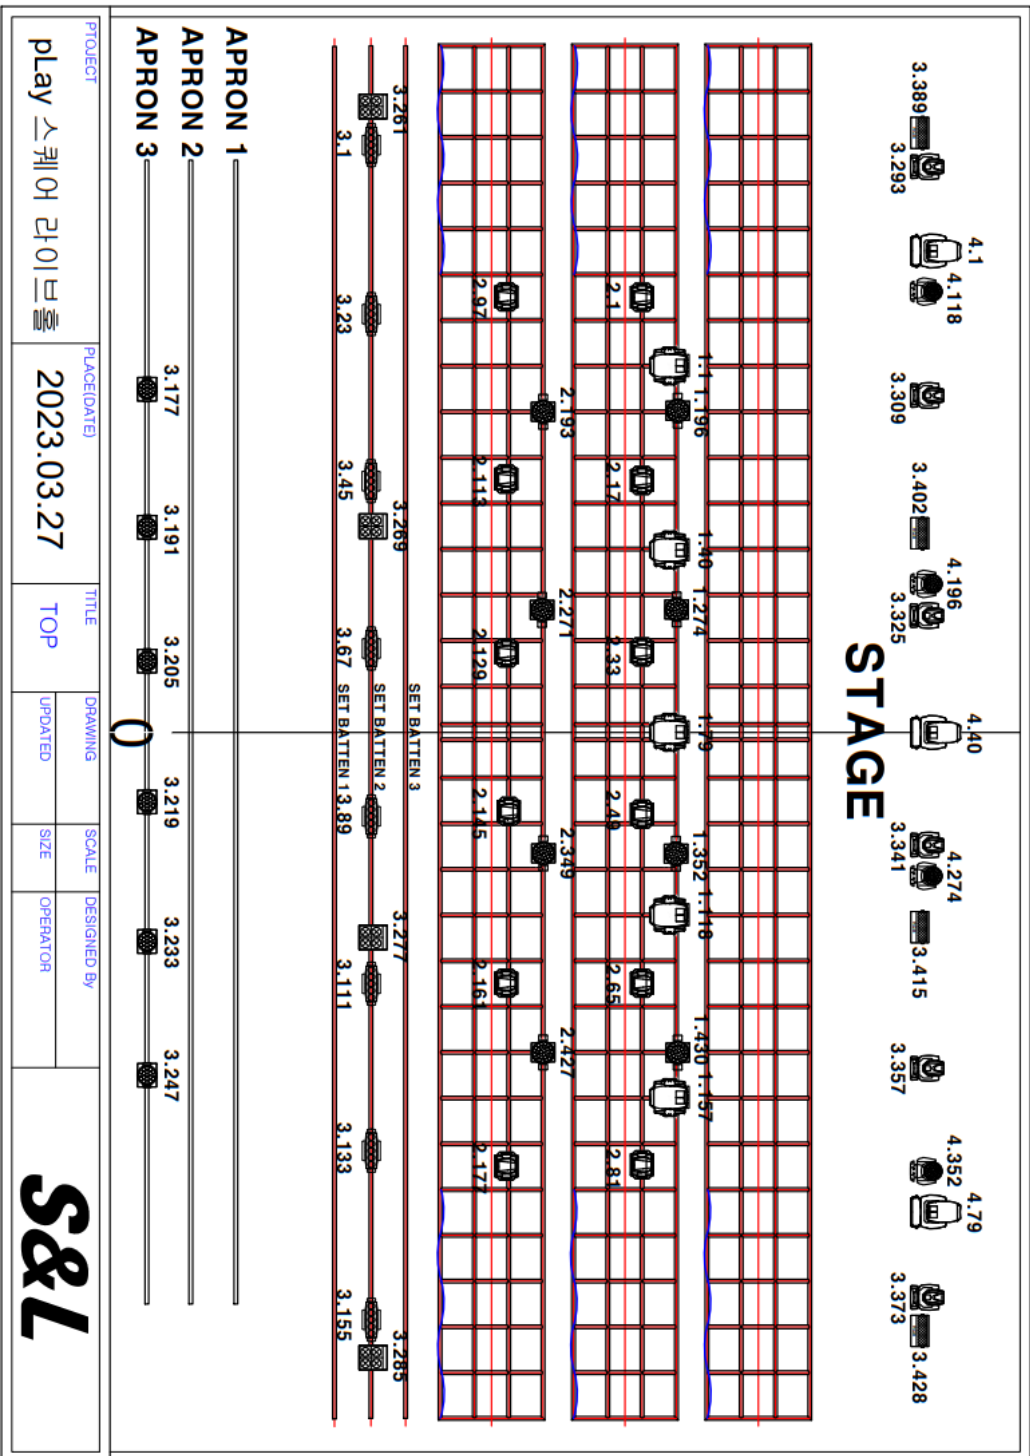 4.1 4.40 4.79
4.118 4.196 4.274 4.352
3.389 3.402 3.415 3.428
3.293 3.309 3.325 3.341 3.357 3.373
STAGE
1.1 1.196 1.40 1.274 1.79 1.352 1.118 1.430 1.157
2.1 2.17 2.33 2.49 2.65 2.81
2.193 2.271 2.349 2.427
2.97 2.113 2.129 2.145 2.161 2.177
SET BATTEN 3
3.261 3.269 3.277 3.285
SET BATTEN 2
3.1 3.23 3.45 3.67 SET BATTEN 1 3.89 3.111 3.133 3.155
APRON 1
APRON 2
3.177 3.191 3.205 3.219 3.233 3.247
APRON 3
0
PTOJECT PLACE(DATE) TITLE DRAWING SCALE DESIGNED By
pLay 스퀘어 라이브홀 2023.03.27 TOP UPDATED SIZE OPERATOR
S&L